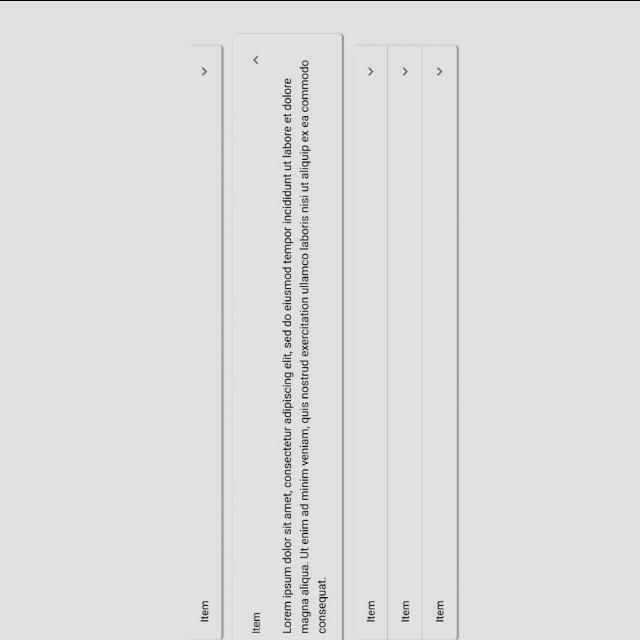 Item
Item
Lorem ipsum dolor sit amet, consectetur adipiscing elit, sed do eiusmod tempor incididunt ut labore et dolore
magna aliqua. Ut enim ad minim veniam, quis nostrud exercitation ullamco laboris nisi ut aliquip ex ea commodo
consequat.
Item
Item
Item